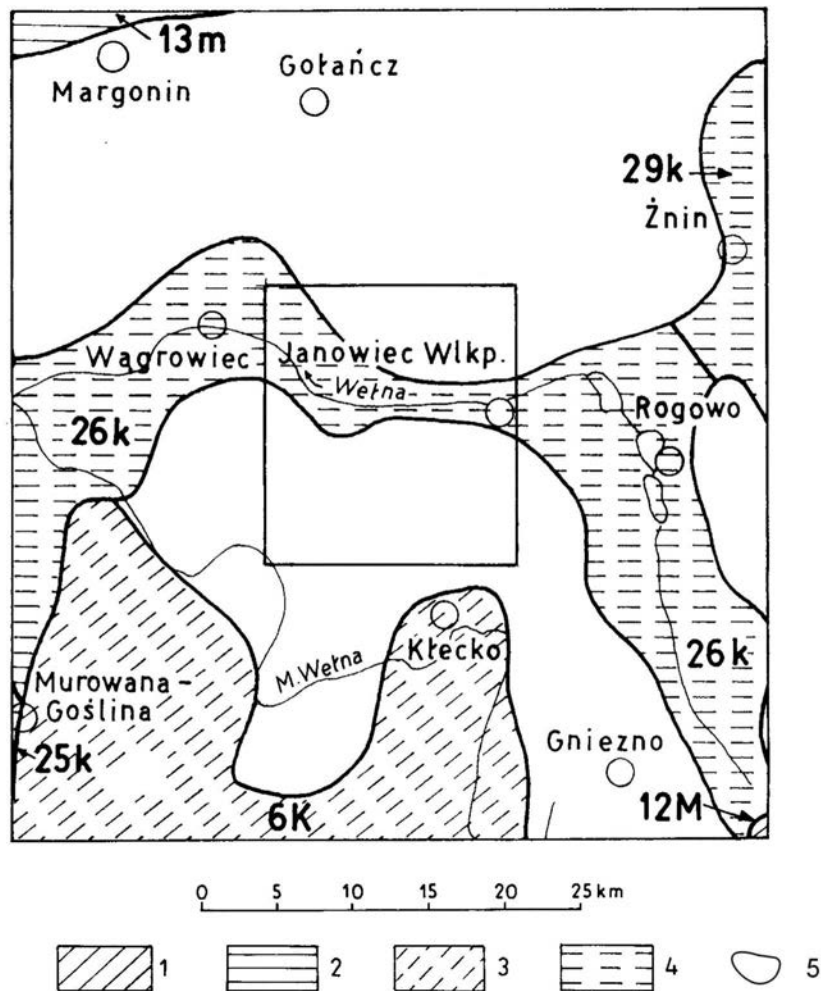 13m
Margonin
Gołańcz
29k
Żnin
Wągrowiec
Janowiec Wlkp.
Wełna
Rogowo
26k
M. Wełna
Kłecko
26k
Murowana-
Goślina
25k
Gniezno
6K
12M
0 5 10 15 20 25 km
1 2 3 4 5